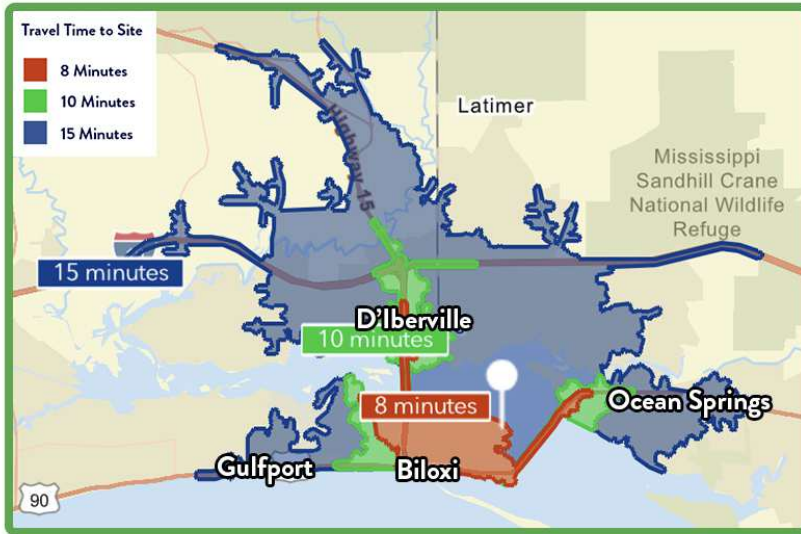 Travel Time to Site
8 Minutes
10 Minutes
15 Minutes
Latimer
Highway 15
Mississippi
Sandhill Crane
National Wildlife
Refuge
15 minutes
D'Iberville
10 minutes
8 minutes
Ocean Springs
Gulfport
Biloxi
90